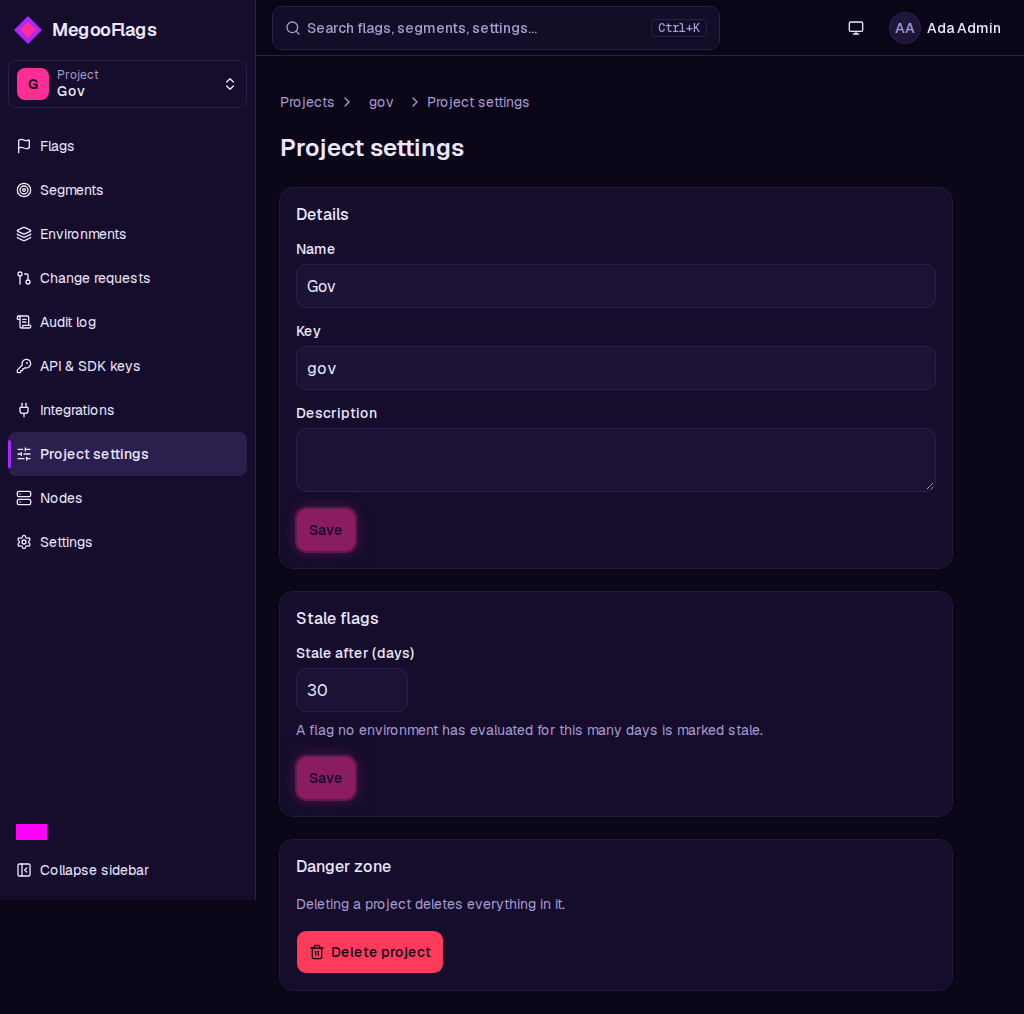 MegooFlags
Search flags, segments, settings...
Ctrl+K
AA
Ada Admin
G
Project
Gov
Flags
Segments
Environments
Change requests
Audit log
API & SDK keys
Integrations
Project settings
Nodes
Settings
Collapse sidebar
Projects
gov
Project settings
Project settings
Details
Name
Gov
Key
gov
Description
Save
Stale flags
Stale after (days)
30
A flag no environment has evaluated for this many days is marked stale.
Save
Danger zone
Deleting a project deletes everything in it.
Delete project